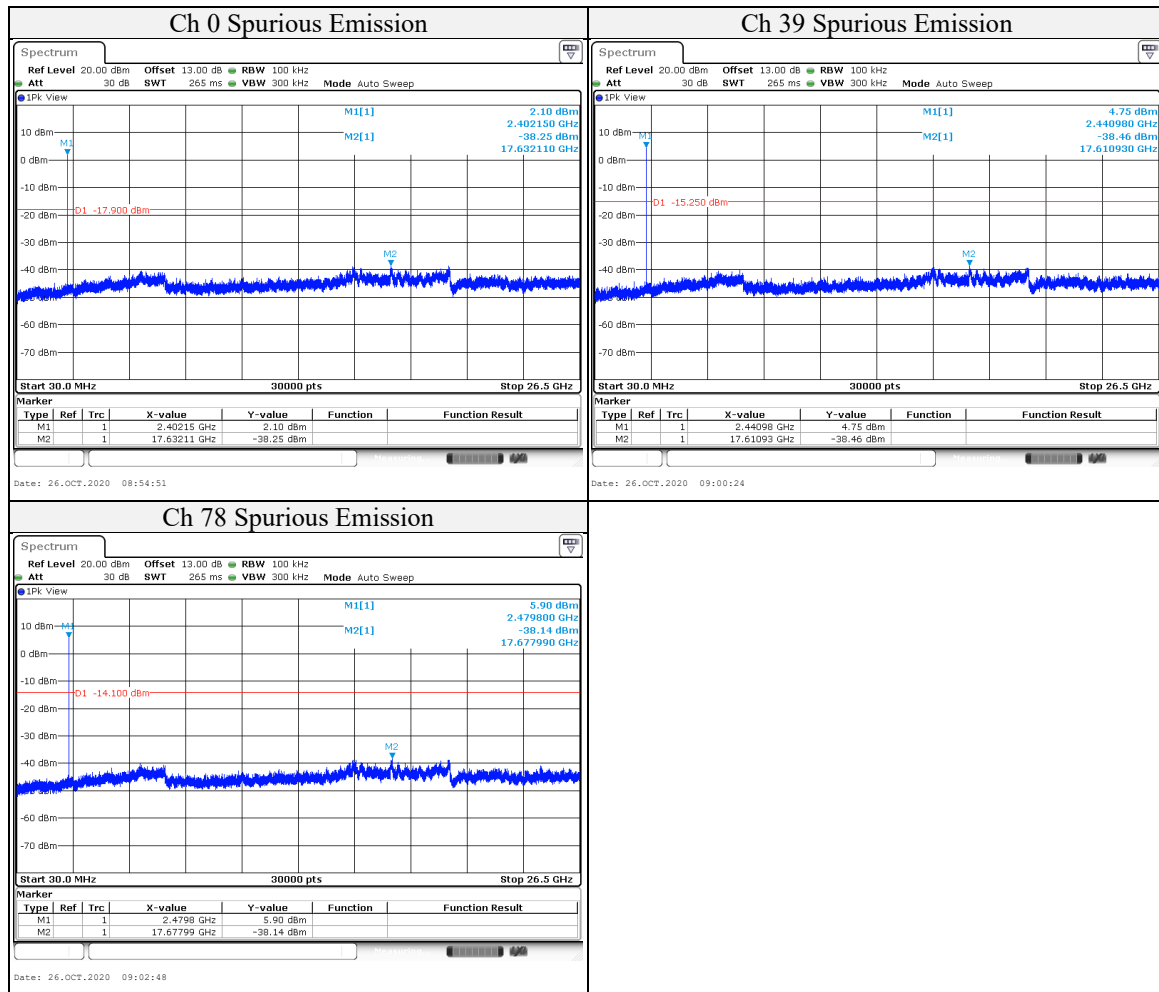 Ch 0 Spurious Emission
Spectrum
Ref Level 20.00 dBm Offset 13.00 dB RBW 100 kHz
Att 30 dB SWT 265 ms VBW 300 kHz Mode Auto Sweep
1Pk View
M1[1] 2.10 dBm
2.402150 GHz
10 dBm
M2[1] -38.25 dBm
M1
17.632110 GHz
0 dBm
-10 dBm
D1 -17.900 dBm
-20 dBm
-30 dBm
M2
-40 dBm
-60 dBm
-70 dBm
Start 30.0 MHz 30000 pts Stop 26.5 GHz
Marker
Type Ref Trc X-value Y-value Function Function Result
M1 1 2.40215 GHz 2.10 dBm
M2 1 17.63211 GHz -38.25 dBm
Date: 26.OCT.2020 08:54:51
Ch 39 Spurious Emission
Spectrum
Ref Level 20.00 dBm Offset 13.00 dB RBW 100 kHz
Att 30 dB SWT 265 ms VBW 300 kHz Mode Auto Sweep
1Pk View
M1[1] 4.75 dBm
2.440980 GHz
10 dBm
M1
M2[1] -38.46 dBm
17.610930 GHz
0 dBm
-10 dBm
D1 -15.250 dBm
-20 dBm
-30 dBm
M2
-40 dBm
-60 dBm
-70 dBm
Start 30.0 MHz 30000 pts Stop 26.5 GHz
Marker
Type Ref Trc X-value Y-value Function Function Result
M1 1 2.44098 GHz 4.75 dBm
M2 1 17.61093 GHz -38.46 dBm
Date: 26.OCT.2020 09:00:24
Ch 78 Spurious Emission
Spectrum
Ref Level 20.00 dBm Offset 13.00 dB RBW 100 kHz
Att 30 dB SWT 265 ms VBW 300 kHz Mode Auto Sweep
1Pk View
M1[1] 5.90 dBm
2.479800 GHz
10 dBm M1
M2[1] -38.14 dBm
17.677990 GHz
0 dBm
-10 dBm
D1 -14.100 dBm
-20 dBm
-30 dBm
M2
-40 dBm
-60 dBm
-70 dBm
Start 30.0 MHz 30000 pts Stop 26.5 GHz
Marker
Type Ref Trc X-value Y-value Function Function Result
M1 1 2.4798 GHz 5.90 dBm
M2 1 17.67799 GHz -38.14 dBm
Date: 26.OCT.2020 09:02:48